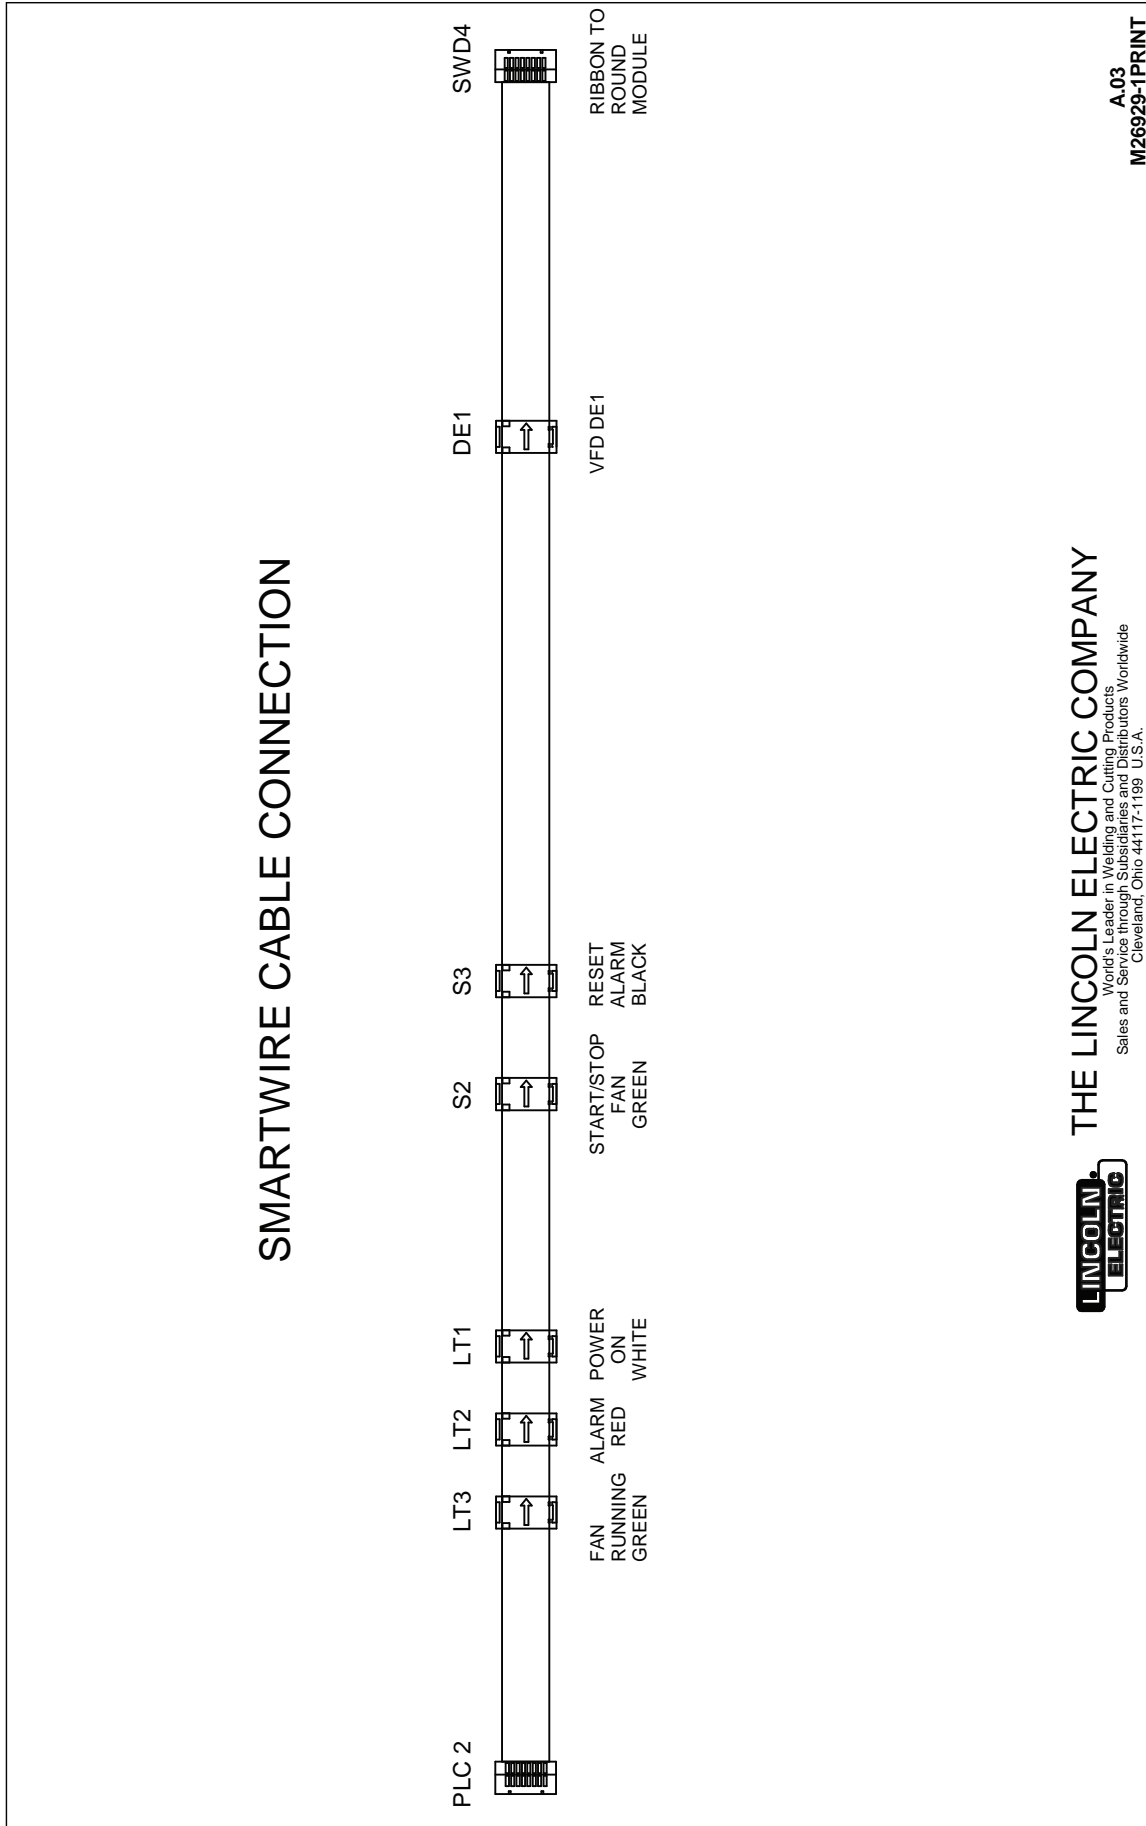 SMARTWIRE CABLE CONNECTION
PLC 2
LT3
LT2
LT1
S2
S3
DE1
SWD4
FAN
RUNNING
GREEN
ALARM
RED
POWER
ON
WHITE
START/STOP
FAN
GREEN
RESET
ALARM
BLACK
VFD DE1
RIBBON TO
ROUND
MODULE
LINCOLN
ELECTRIC
THE LINCOLN ELECTRIC COMPANY
World's Leader in Welding and Cutting Products
Sales and Service through Subsidiaries and Distributors Worldwide
Cleveland, Ohio 44117-1199 U.S.A.
A.03
M26929-1PRINT